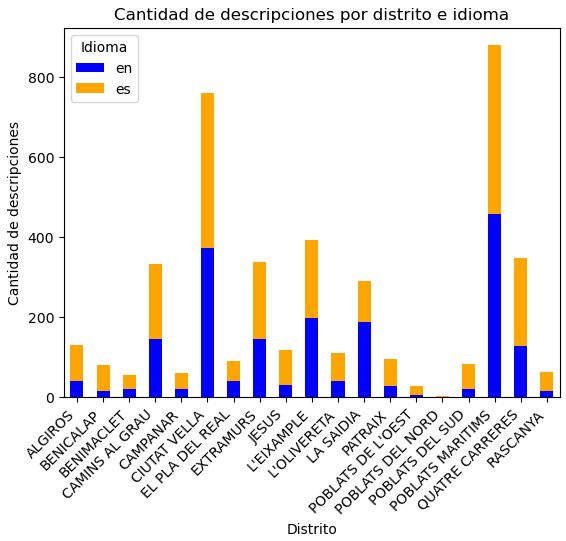 Cantidad de descripciones por distrito e idioma
Idioma
en
es
Cantidad de descripciones
800
600
400
200
0
ALGIROS
BENICALAP
BENIMACLET
CAMINS AL GRAU
CAMPANAR
CIUTAT VELLA
EL PLA DEL REAL
EXTRAMURS
JESUS
L'EIXAMPLE
L'OLIVERETA
LA SAIDIA
PATRAIX
POBLATS DE L'OEST
POBLATS DEL NORD
POBLATS DEL SUD
POBLATS MARITIMS
QUATRE CARRERES
RASCANYA
Distrito